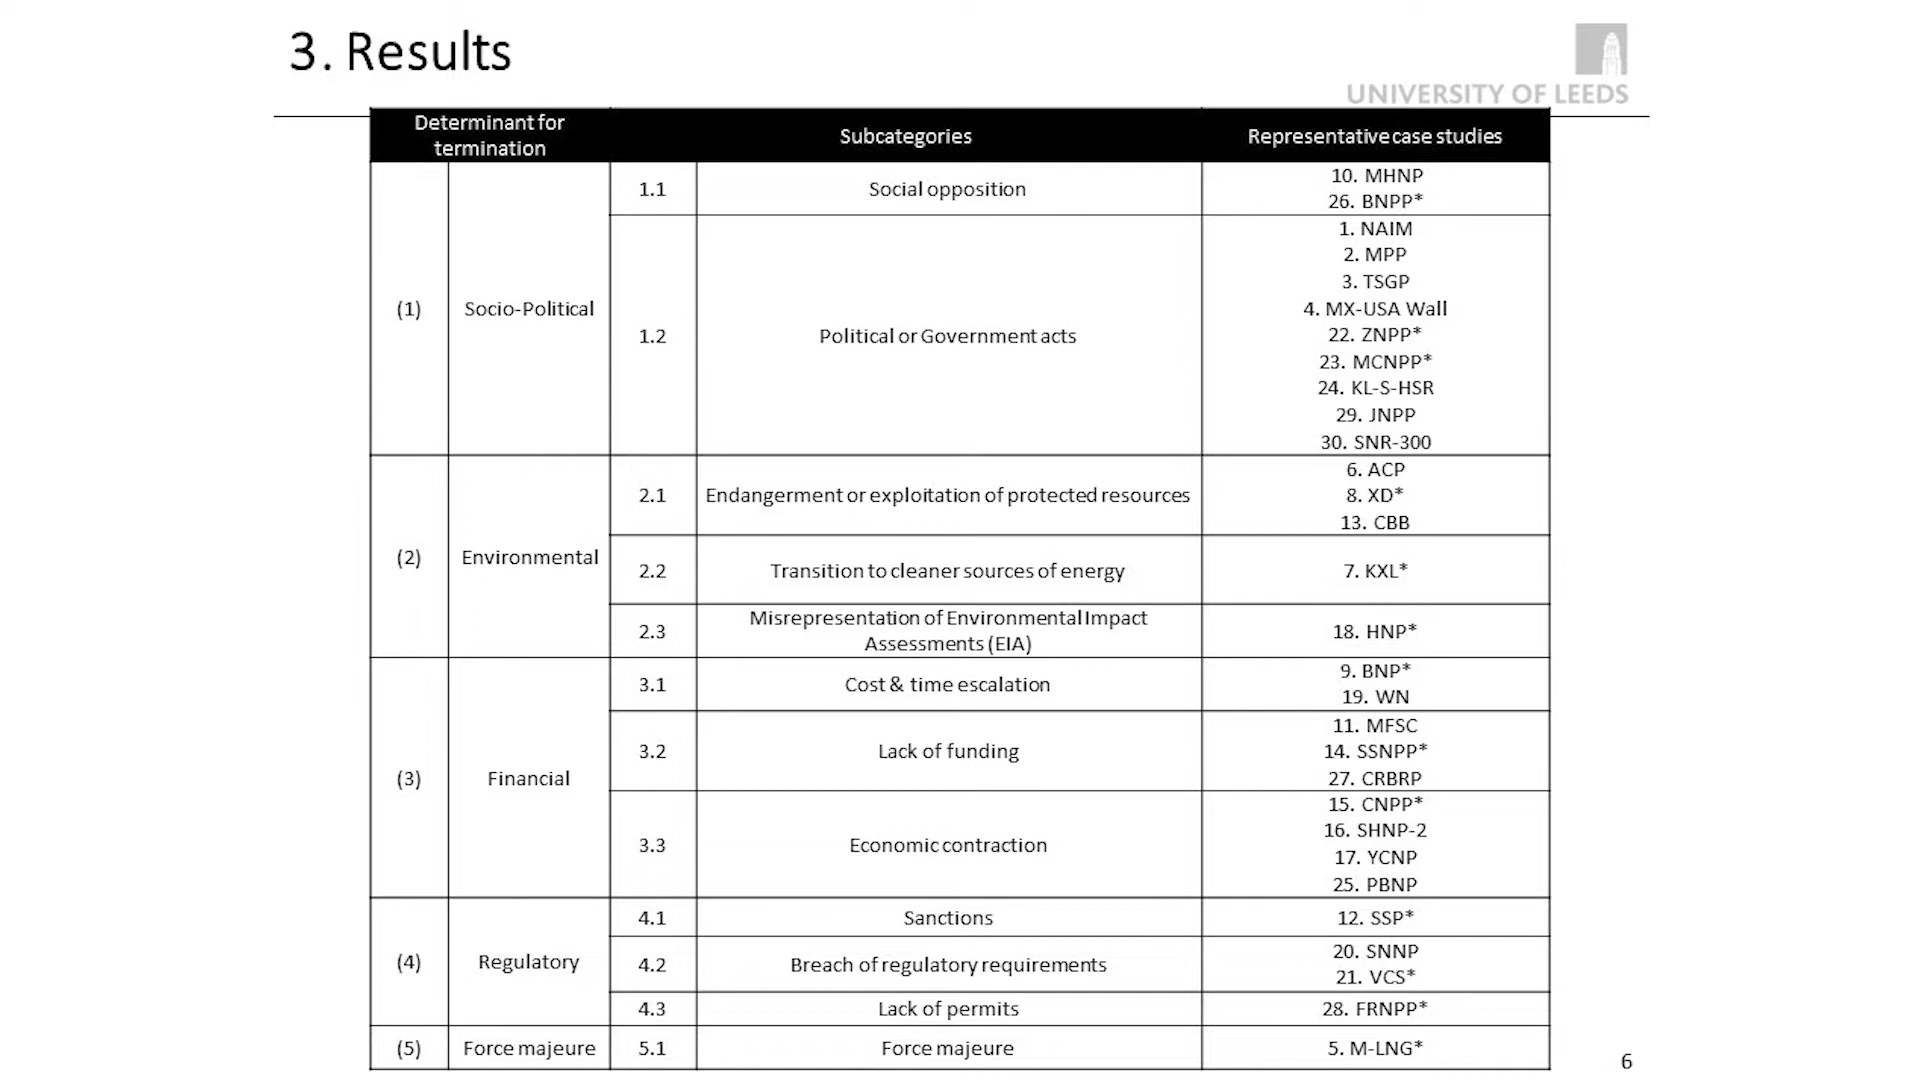 3. Results
UNIVERSITY OF LEEDS
Determinant for
termination
Subcategories
Representative case studies
(1)
Socio-Political
1.1
Social opposition
10. MHNP
26. BNPP*
1.2
Political or Government acts
1. NAIM
2. MPP
3. TSGP
4. MX-USA Wall
22. ZNPP*
23. MCNPP*
24. KL-S-HSR
29. JNPP
30. SNR-300
(2)
Environmental
2.1
Endangerment or exploitation of protected resources
6. ACP
8. XD*
13. CBB
2.2
Transition to cleaner sources of energy
7. KXL*
2.3
Misrepresentation of Environmental Impact
Assessments (EIA)
18. HNP*
(3)
Financial
3.1
Cost & time escalation
9. BNP*
19. WN
3.2
Lack of funding
11. MFSC
14. SSNPP*
27. CRBRP
3.3
Economic contraction
15. CNPP*
16. SHNP-2
17. YCNP
25. PBNP
(4)
Regulatory
4.1
Sanctions
12. SSP*
4.2
Breach of regulatory requirements
20. SNNP
21. VCS*
4.3
Lack of permits
28. FRNPP*
(5)
Force majeure
5.1
Force majeure
5. M-LNG*
6